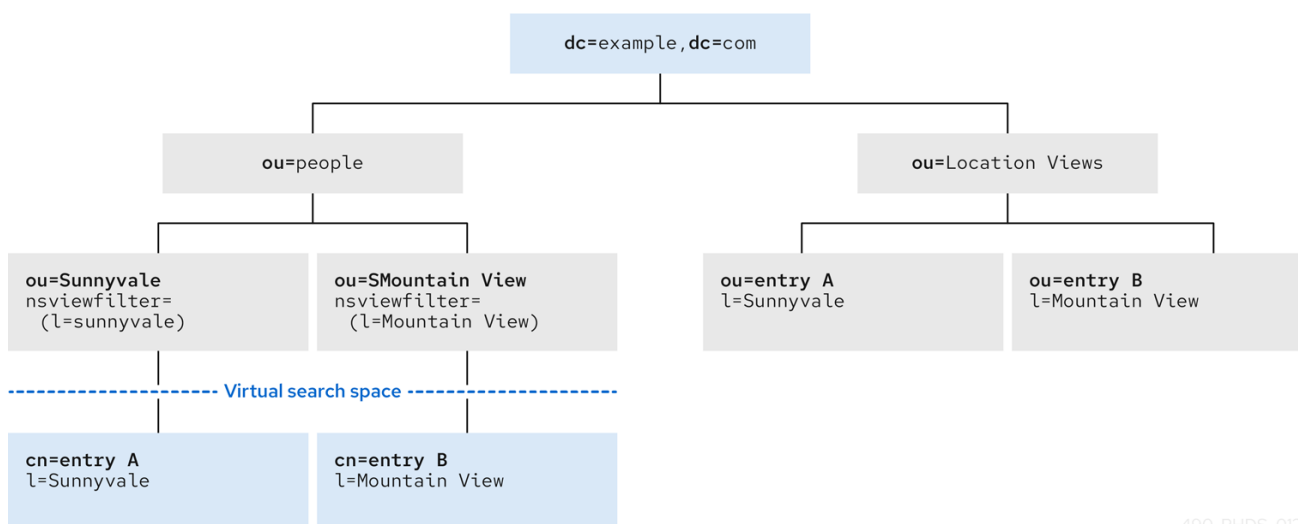 dc=example,dc=com
ou=people
ou=Location Views
ou=Sunnyvale
nsviewfilter=
(l=sunnyvale)
ou=SMountain View
nsviewfilter=
(l=Mountain View)
ou=entry A
l=Sunnyvale
ou=entry B
l=Mountain View
Virtual search space
cn=entry A
l=Sunnyvale
cn=entry B
l=Mountain View